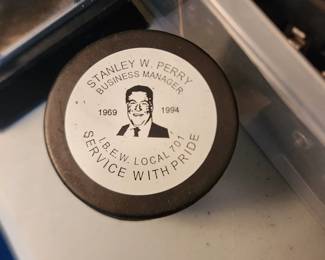 STANLEY W. PERRY
BUSINESS MANAGER
1969 1994
I.B.E.W. LOCAL 701
SERVICE WITH PRIDE